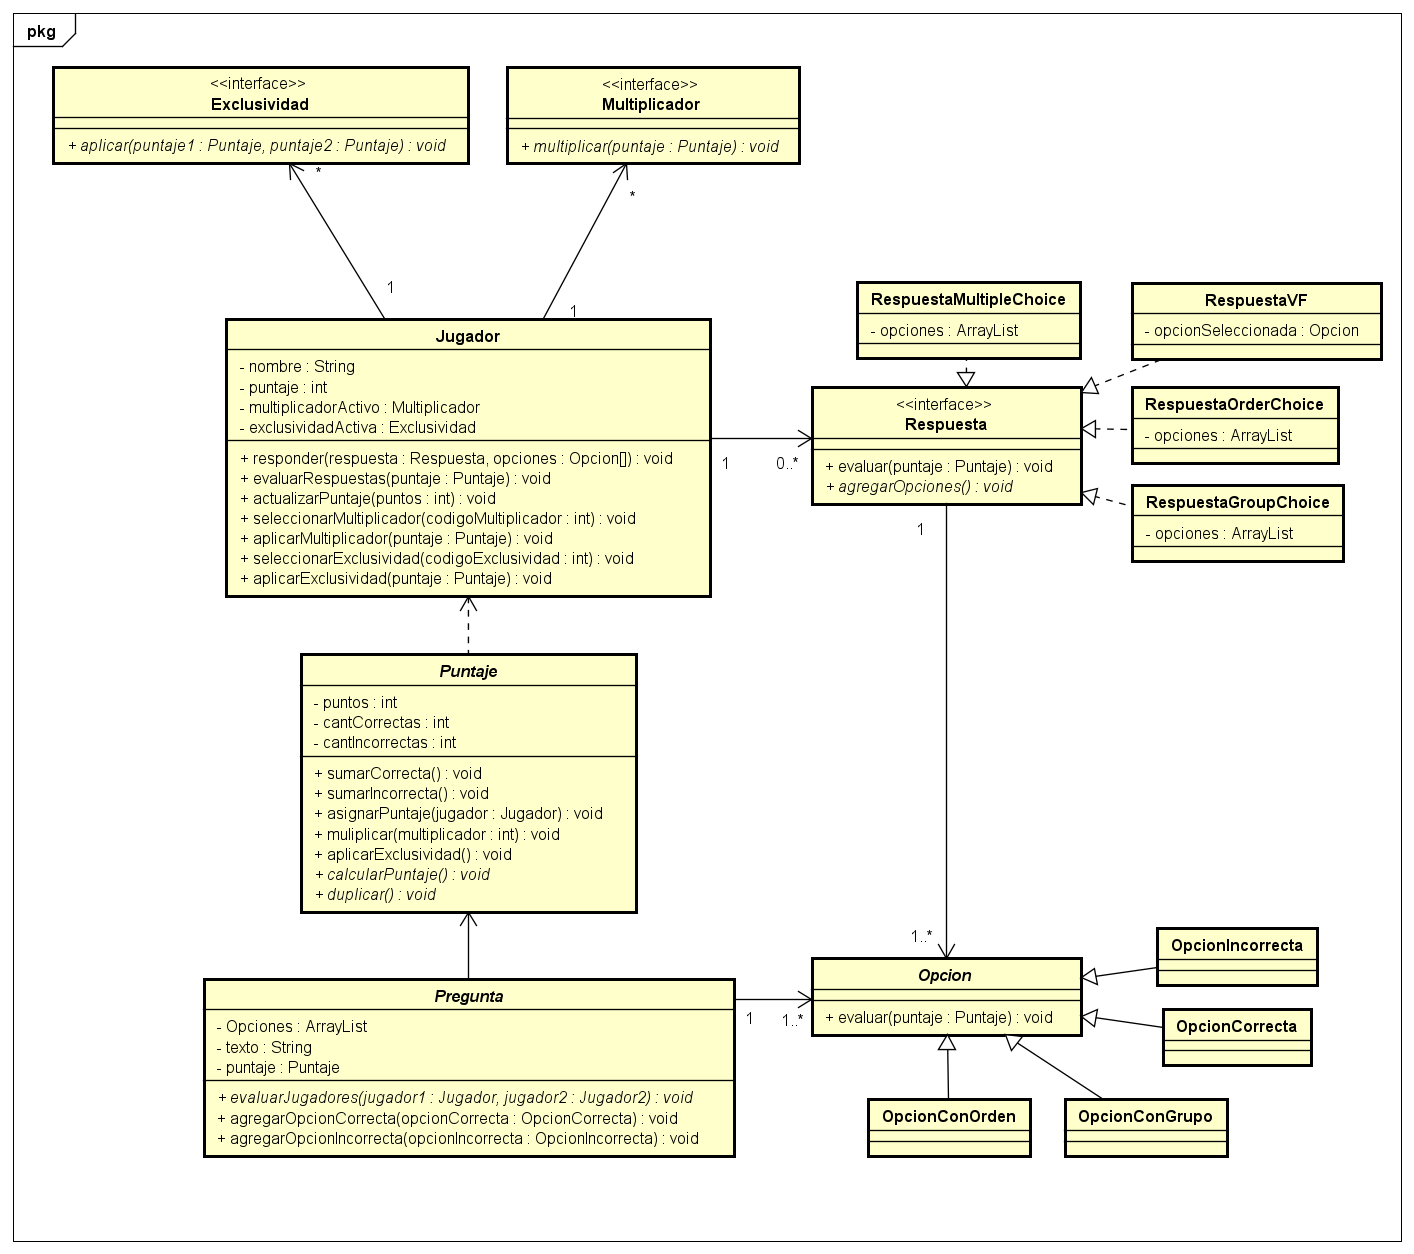 pkg
<<interface>>
Exclusividad
+ aplicar(puntaje1 : Puntaje, puntaje2 : Puntaje) : void
<<interface>>
Multiplicador
+ multiplicar(puntaje : Puntaje) : void
*
*
1
1
Jugador
- nombre : String
- puntaje : int
- multiplicadorActivo : Multiplicador
- exclusividadActiva : Exclusividad
+ responder(respuesta : Respuesta, opciones : Opcion[]) : void
+ evaluarRespuestas(puntaje : Puntaje) : void
+ actualizarPuntaje(puntos : int) : void
+ seleccionarMultiplicador(codigoMultiplicador : int) : void
+ aplicarMultiplicador(puntaje : Puntaje) : void
+ seleccionarExclusividad(codigoExclusividad : int) : void
+ aplicarExclusividad(puntaje : Puntaje) : void
1
0..*
RespuestaMultipleChoice
- opciones : ArrayList
RespuestaVF
- opcionSeleccionada : Opcion
<<interface>>
Respuesta
+ evaluar(puntaje : Puntaje) : void
+ agregarOpciones() : void
RespuestaOrderChoice
- opciones : ArrayList
RespuestaGroupChoice
- opciones : ArrayList
1
1..*
Puntaje
- puntos : int
- cantCorrectas : int
- cantIncorrectas : int
+ sumarCorrecta() : void
+ sumarIncorrecta() : void
+ asignarPuntaje(jugador : Jugador) : void
+ muliplicar(multiplicador : int) : void
+ aplicarExclusividad() : void
+ calcularPuntaje() : void
+ duplicar() : void
Pregunta
- Opciones : ArrayList
- texto : String
- puntaje : Puntaje
+ evaluarJugadores(jugador1 : Jugador, jugador2 : Jugador2) : void
+ agregarOpcionCorrecta(opcionCorrecta : OpcionCorrecta) : void
+ agregarOpcionIncorrecta(opcionIncorrecta : OpcionIncorrecta) : void
1
1..*
Opcion
+ evaluar(puntaje : Puntaje) : void
OpcionIncorrecta
OpcionCorrecta
OpcionConOrden
OpcionConGrupo